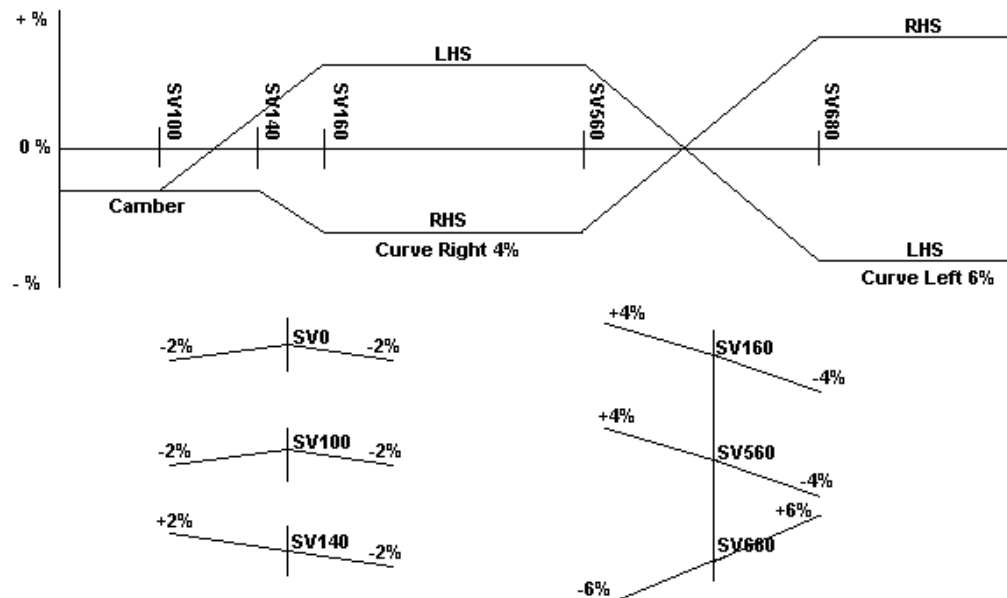 + %
RHS
LHS
SV100
SV140
SV160
SV560
SV680
0 %
Camber
RHS
Curve Right 4%
LHS
Curve Left 6%
- %
-2%
SV0
-2%
+4%
SV160
-4%
-2%
SV100
-2%
+4%
SV560
-4%
+2%
SV140
-2%
+6%
SV680
-6%